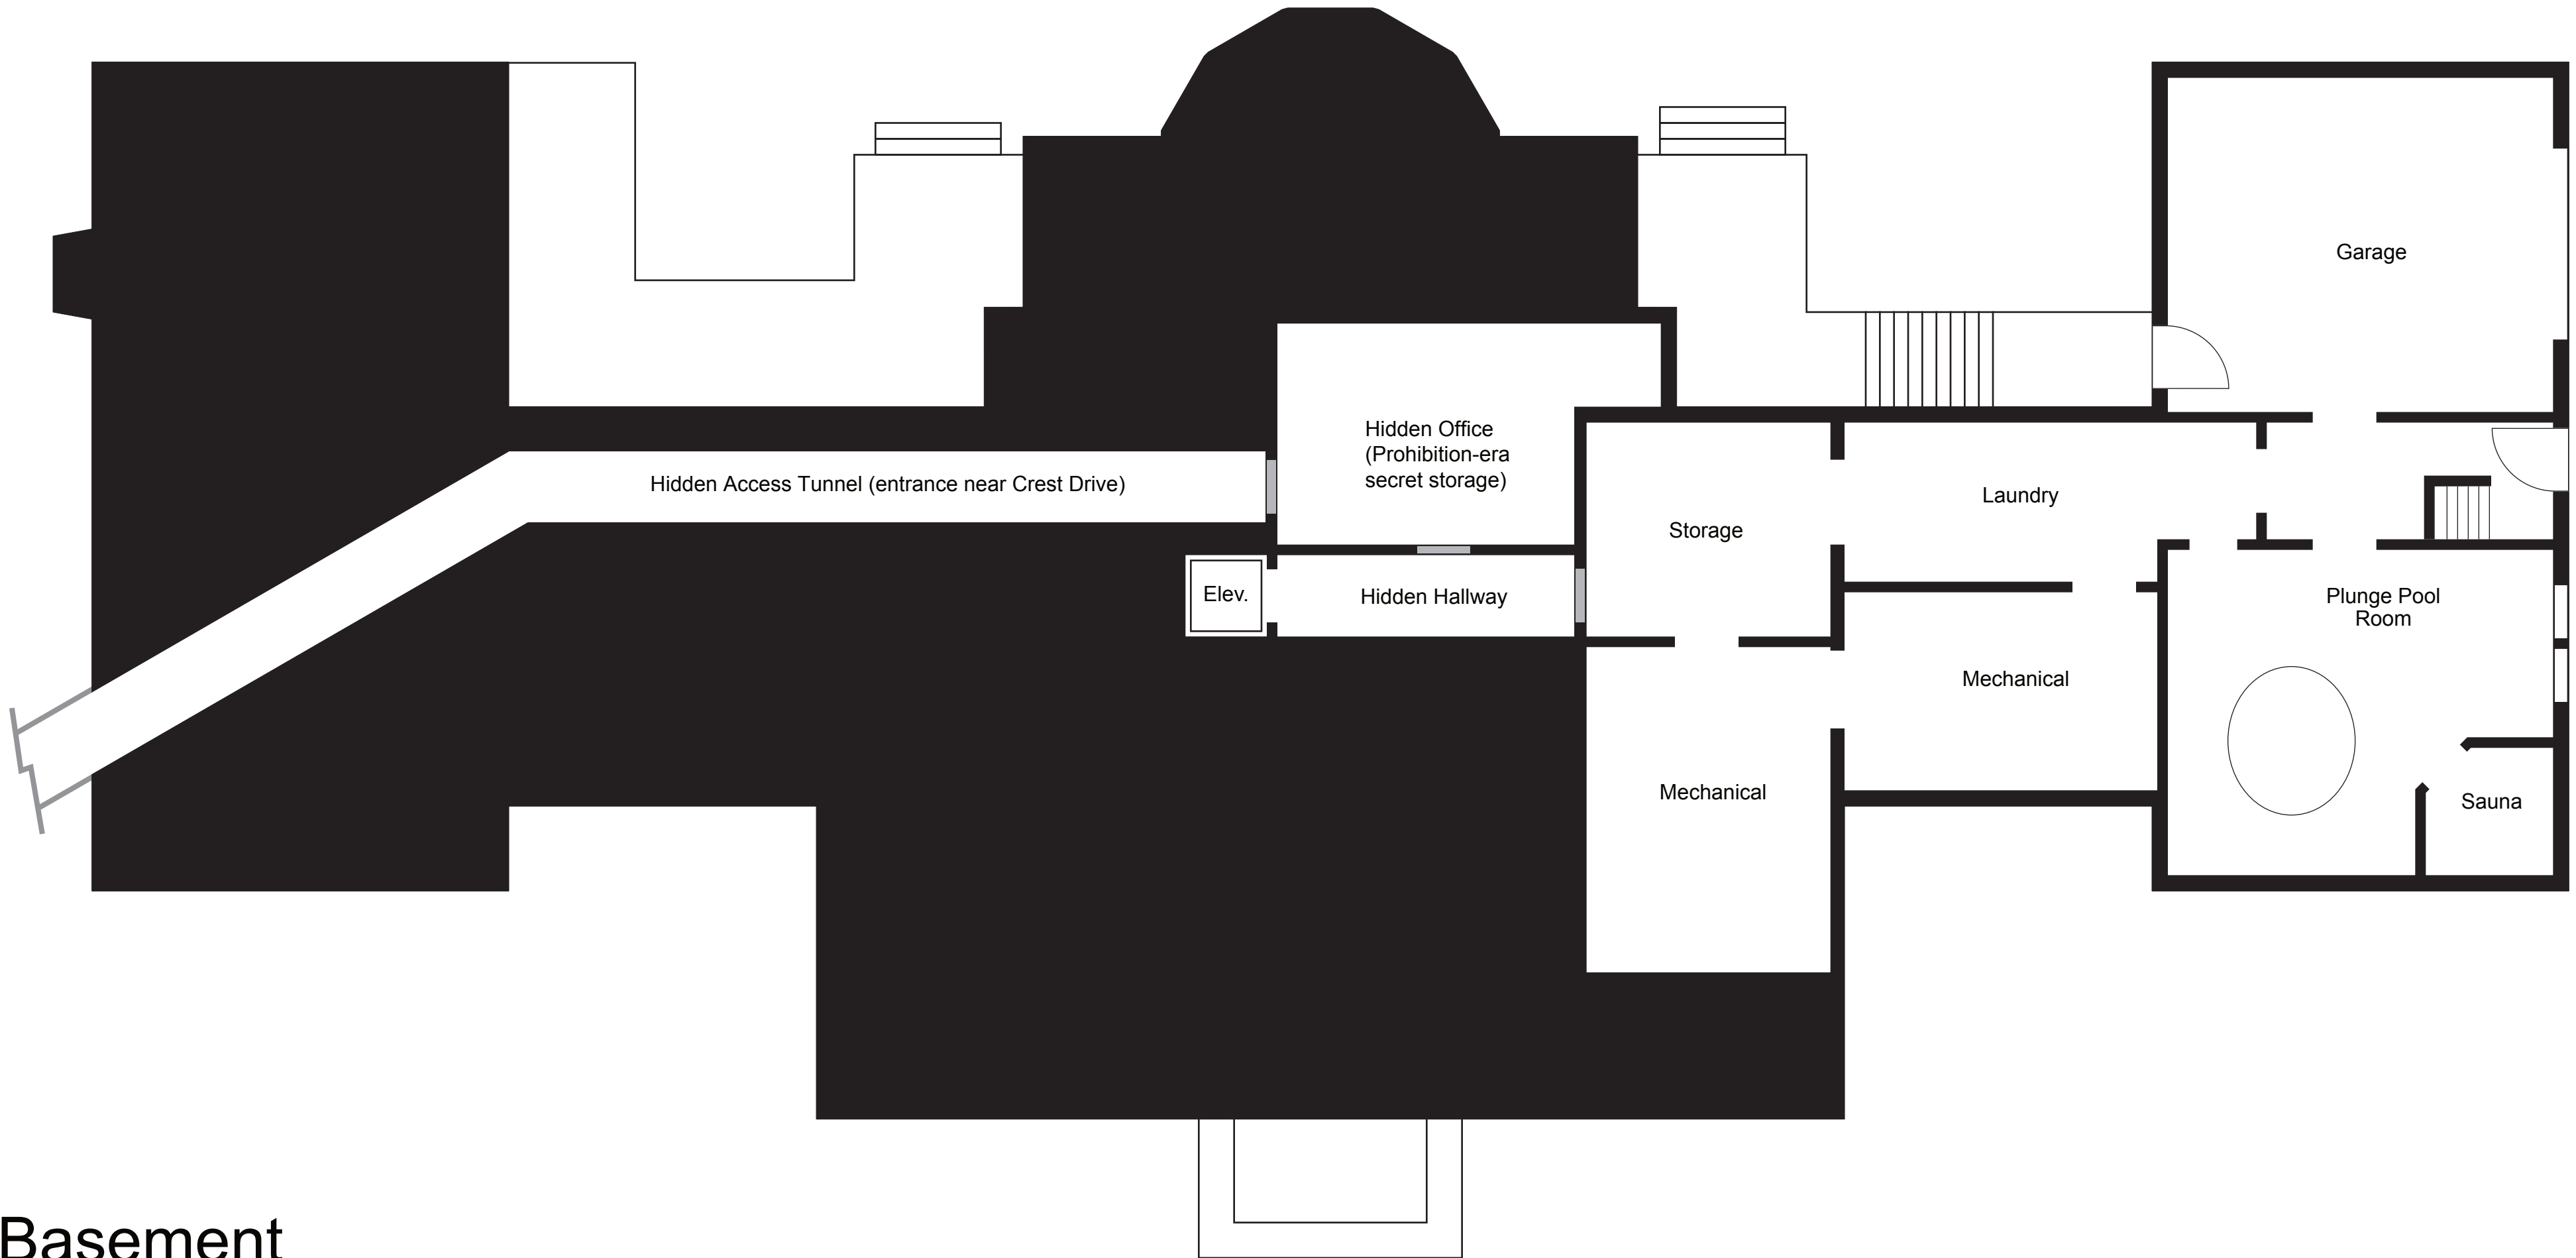 Garage
Hidden Office
(Prohibition-era
secret storage)
Hidden Access Tunnel (entrance near Crest Drive)
Laundry
Storage
Elev.
Hidden Hallway
Plunge Pool
Room
Mechanical
Mechanical
Sauna
Basement